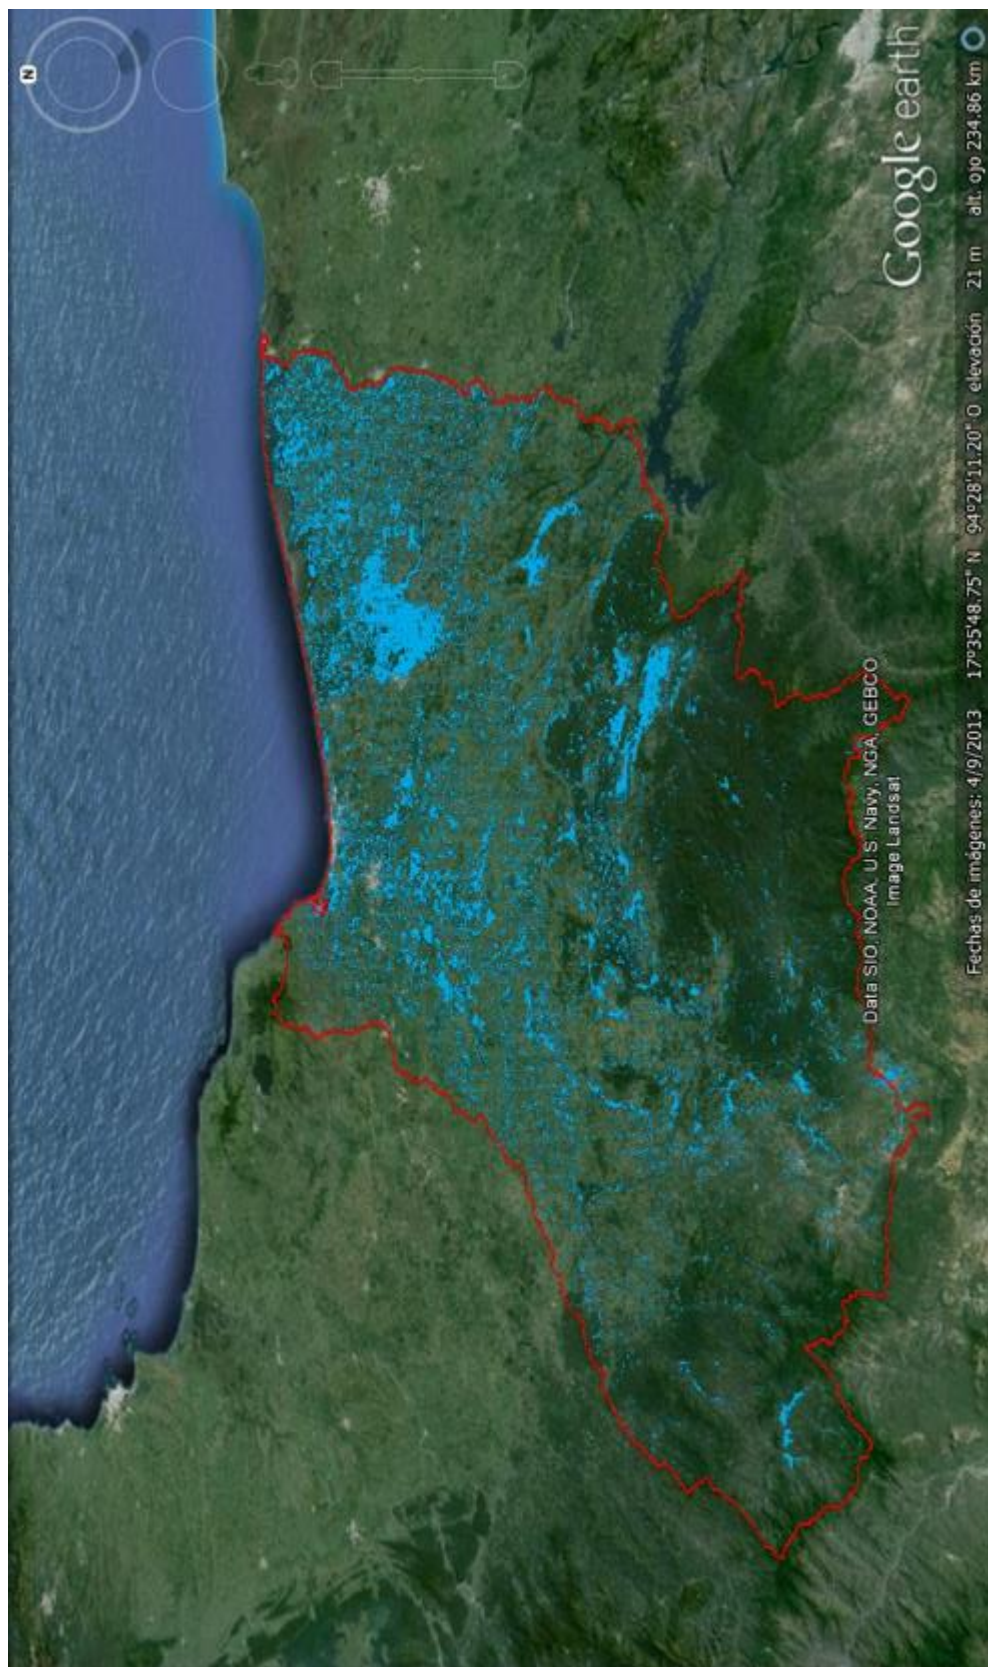 N
Data SIO, NOAA, U.S. Navy, NGA, GEBCO
Image Landsat
Google earth
Fechas de imágenes: 4/9/2013 17°35'48.75" N 94°28'11.20" O elevación 21 m alt. ojo 234.86 km